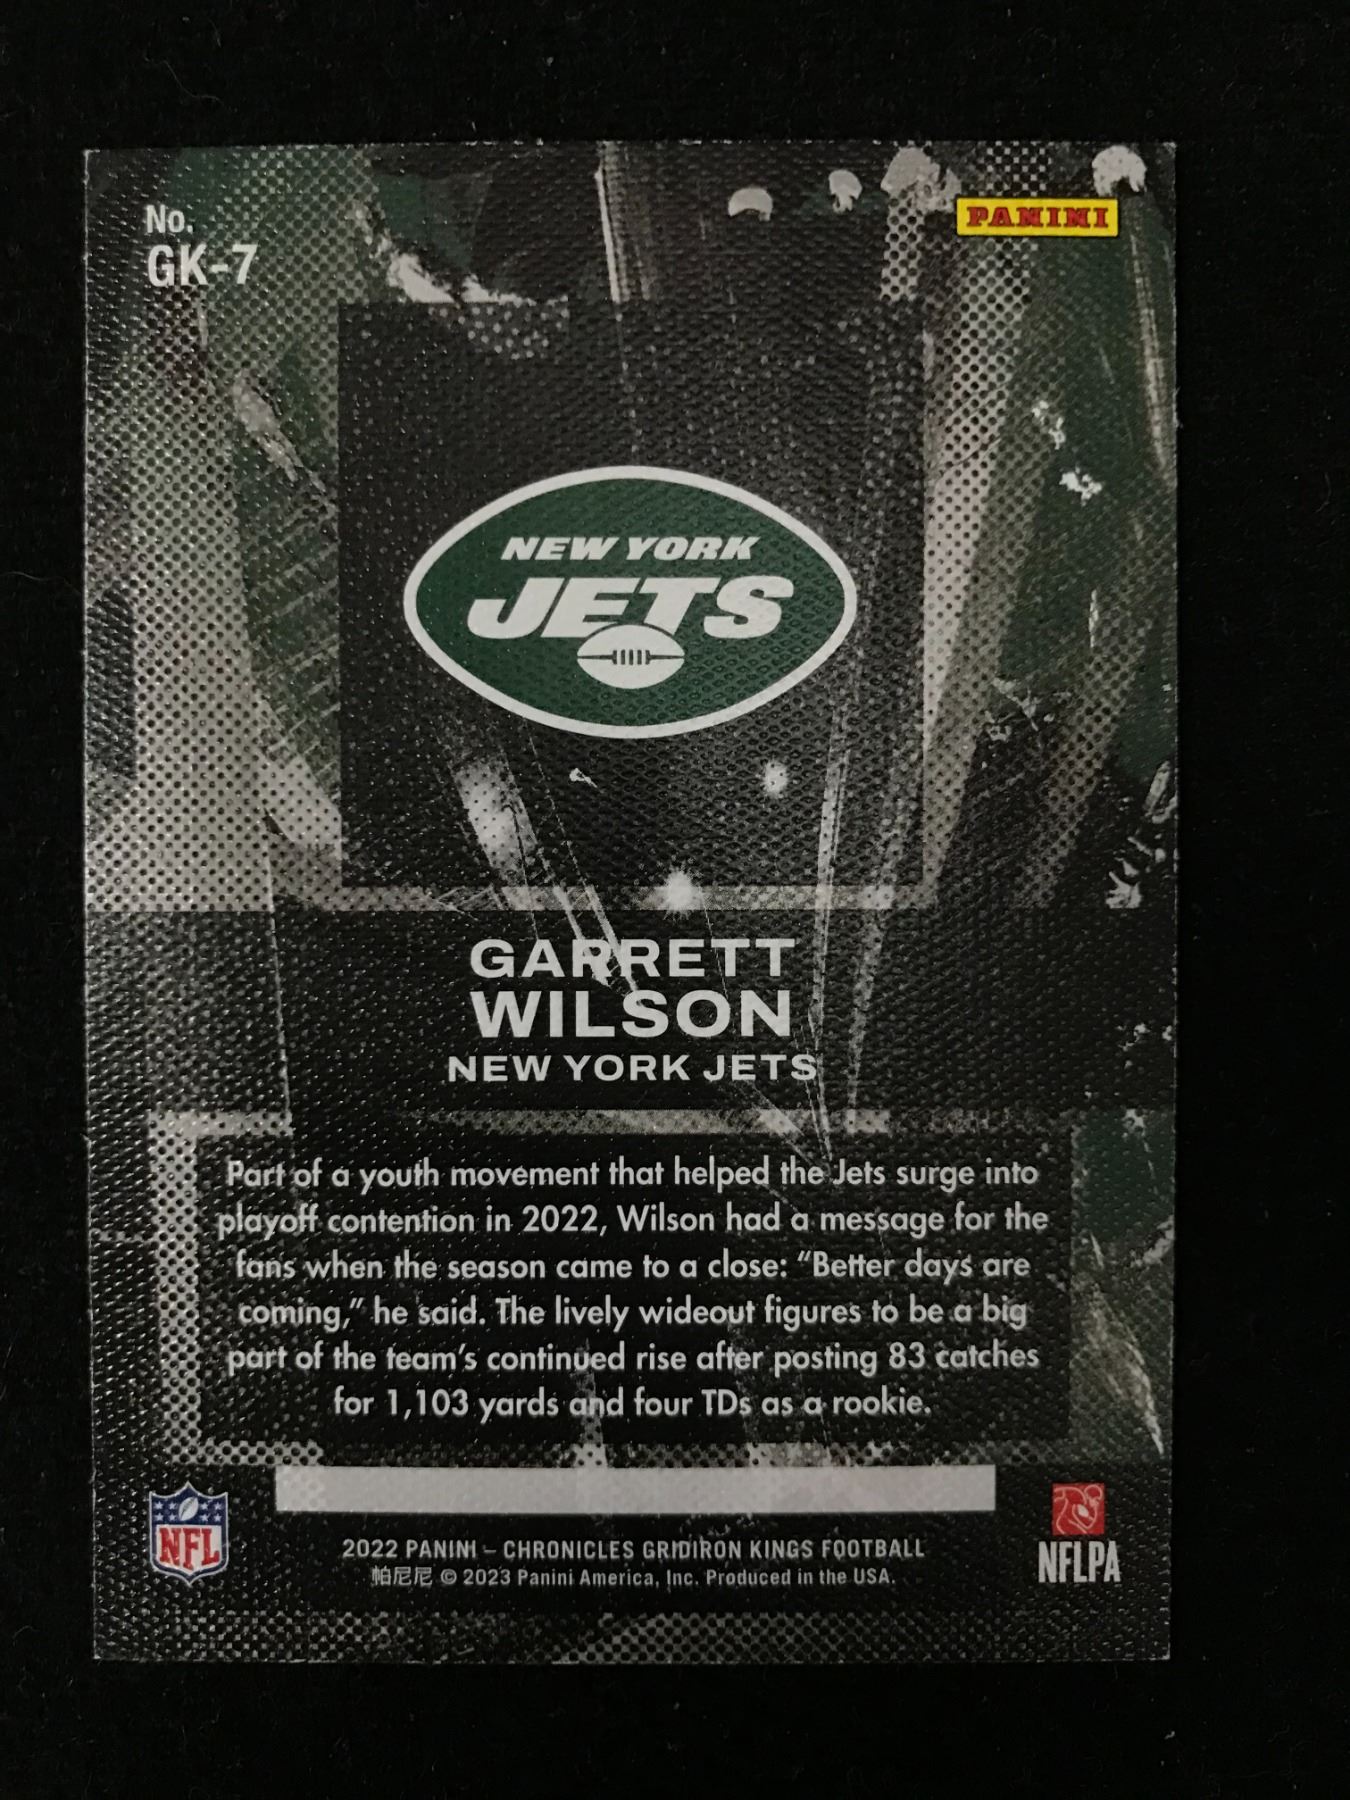 No.
GK-7
PANINI
NEW YORK
JETS
GARRETT
WILSON
NEW YORK JETS
Part of a youth movement that helped the Jets surge into
playoff contention in 2022, Wilson had a message for the
fans when the season came to a close: “Better days are
coming,” he said. The lively wideout figures to be a big
part of the team’s continued rise after posting 83 catches
for 1,103 yards and four TDs as a rookie.
NFL
2022 PANINI – CHRONICLES GRIDIRON KINGS FOOTBALL
帕尼尼 © 2023 Panini America, Inc. Produced in the USA.
NFLPA